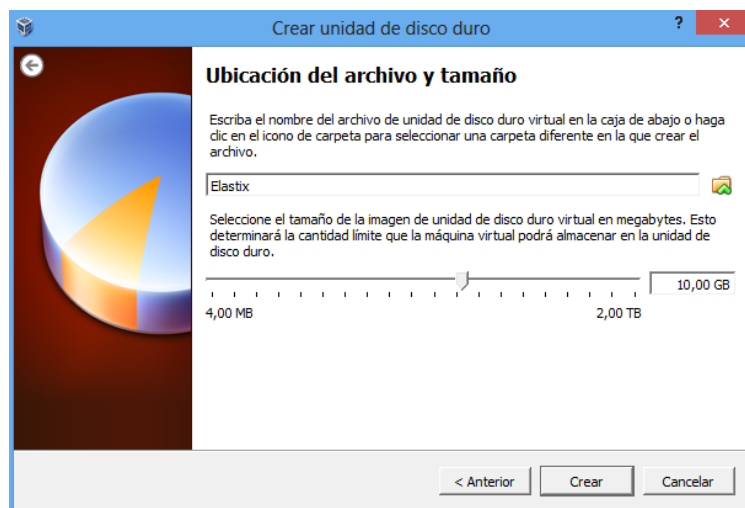 Crear unidad de disco duro
?
Ubicación del archivo y tamaño
Escriba el nombre del archivo de unidad de disco duro virtual en la caja de abajo o haga
clic en el icono de carpeta para seleccionar una carpeta diferente en la que crear el
archivo.
Elastix
Seleccione el tamaño de la imagen de unidad de disco duro virtual en megabytes. Esto
determinará la cantidad límite que la máquina virtual podrá almacenar en la unidad de
disco duro.
10,00 GB
4,00 MB 2,00 TB
< Anterior Crear Cancelar